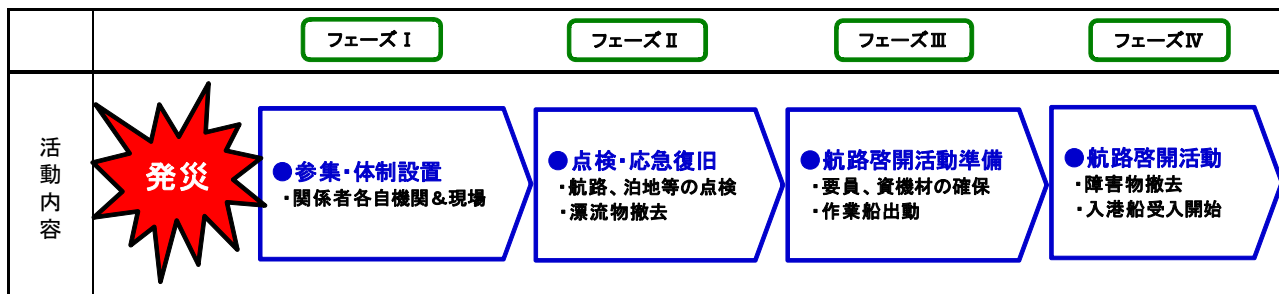 フェーズⅠ
フェーズⅡ
フェーズⅢ
フェーズⅣ
活動内容
発災
●参集・体制設置
・関係者各自機関&現場
●点検・応急復旧
・航路、泊地等の点検
・漂流物撤去
●航路啓開活動準備
・要員、資機材の確保
・作業船出動
●航路啓開活動
・障害物撤去
・入港船受入開始